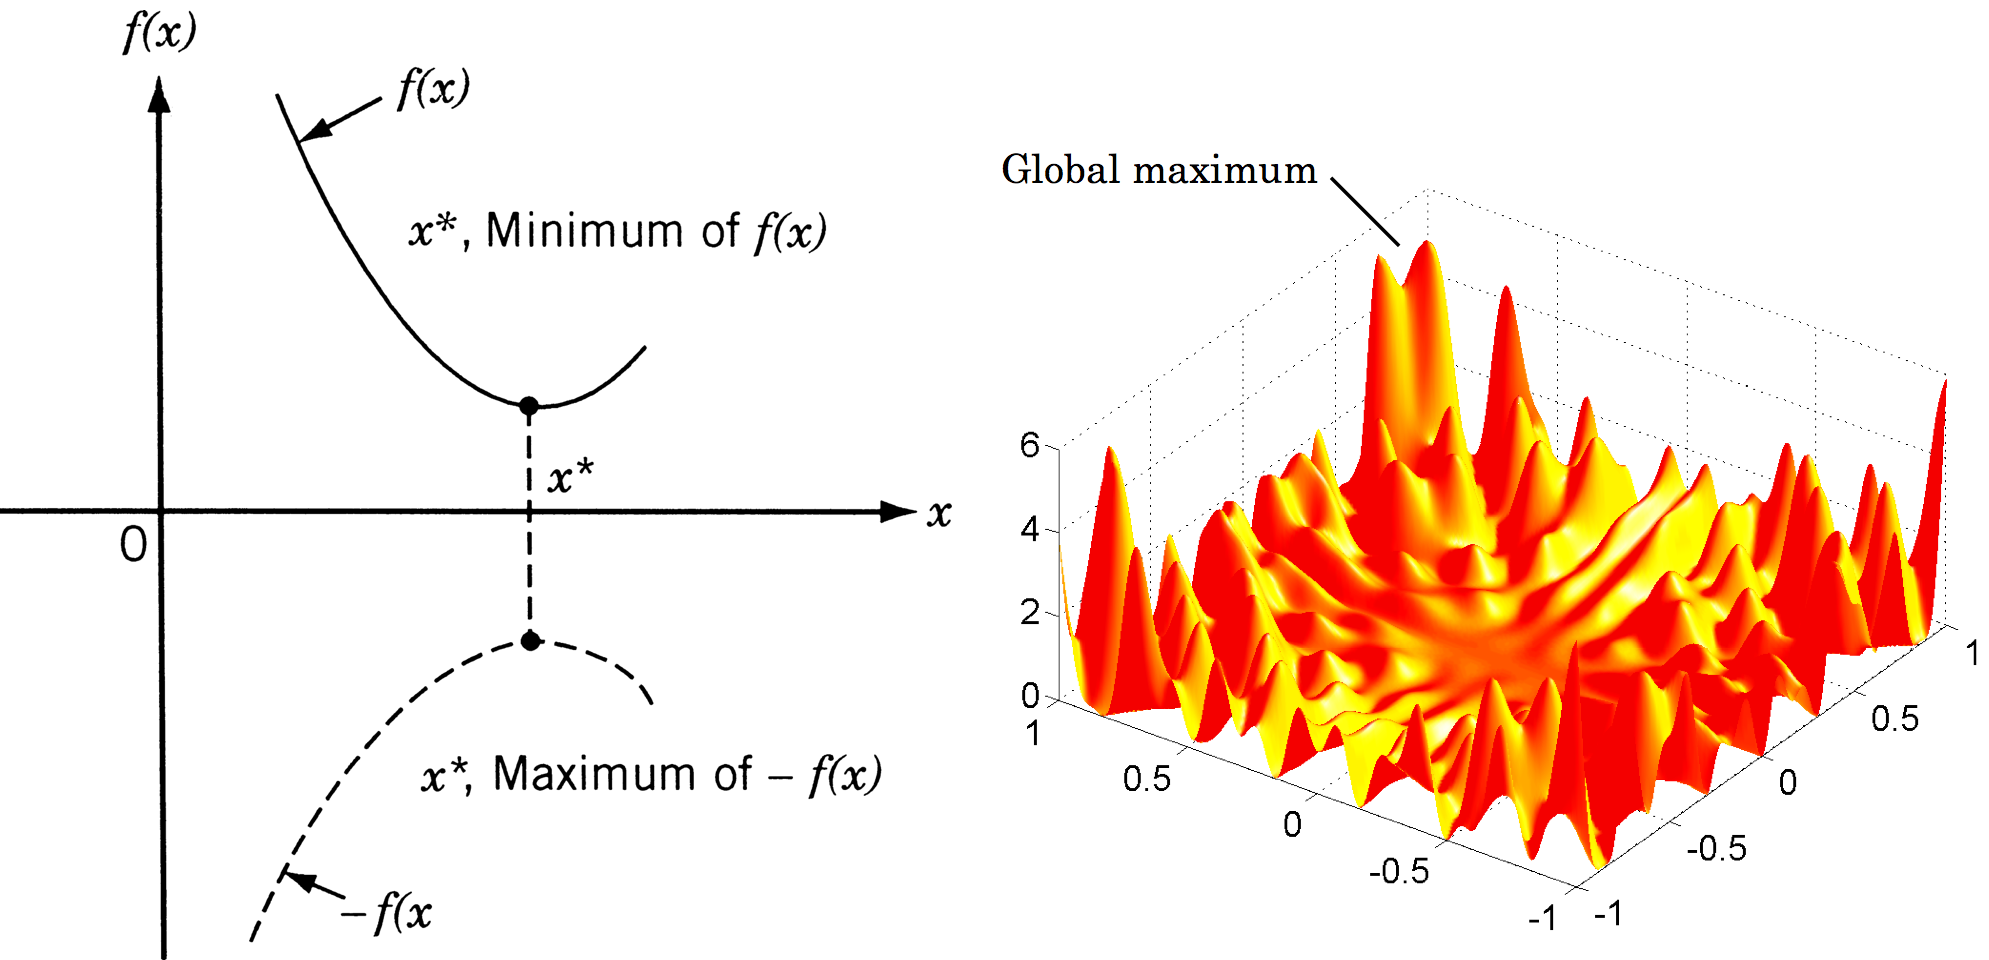 f(x)
f(x)
x*, Minimum of f(x)
x*
x
0
x*, Maximum of – f(x)
– f(x
Global maximum
6
4
2
0
1
0.5
0
-0.5
-1
-1
-0.5
0
0.5
1